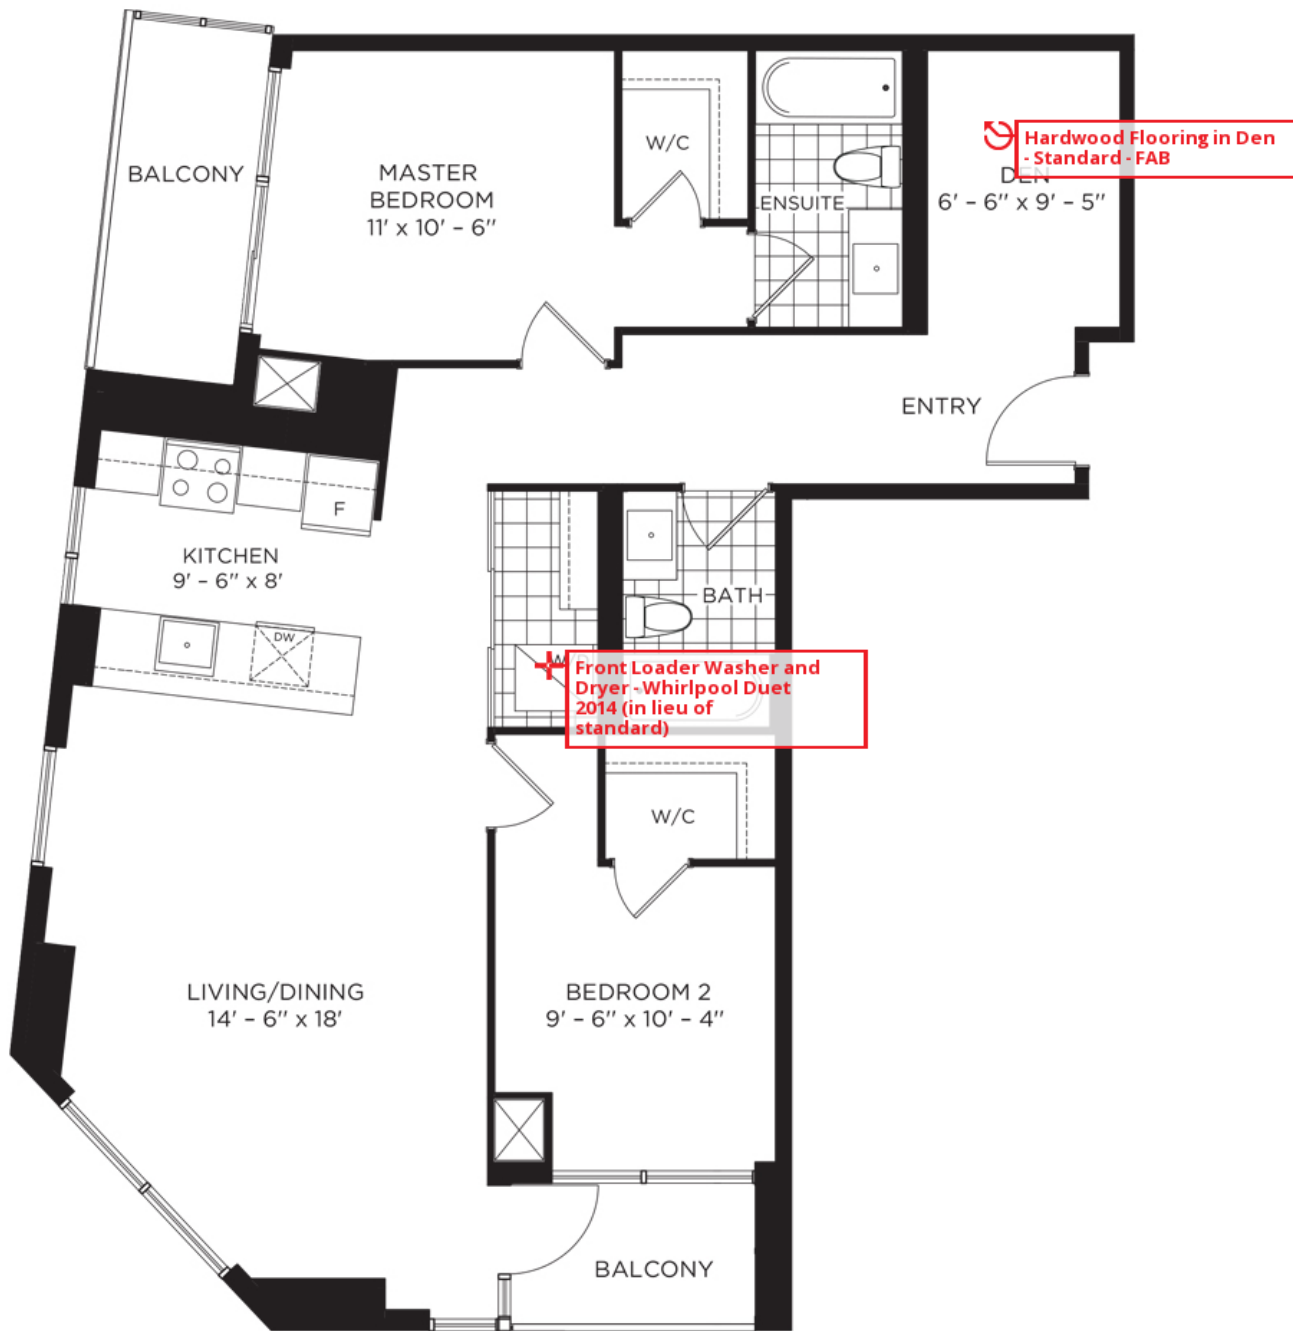 BALCONY
MASTER
BEDROOM
11' x 10' – 6"
W/C
ENSUITE
Hardwood Flooring in Den
- Standard - FAB
DEN
6' – 6" x 9' – 5"
ENTRY
F
KITCHEN
9' – 6" x 8'
DW
BATH
Front Loader Washer and
Dryer - Whirlpool Duet
2014 (in lieu of
standard)
W/C
LIVING/DINING
14' – 6" x 18'
BEDROOM 2
9' – 6" x 10' – 4"
BALCONY